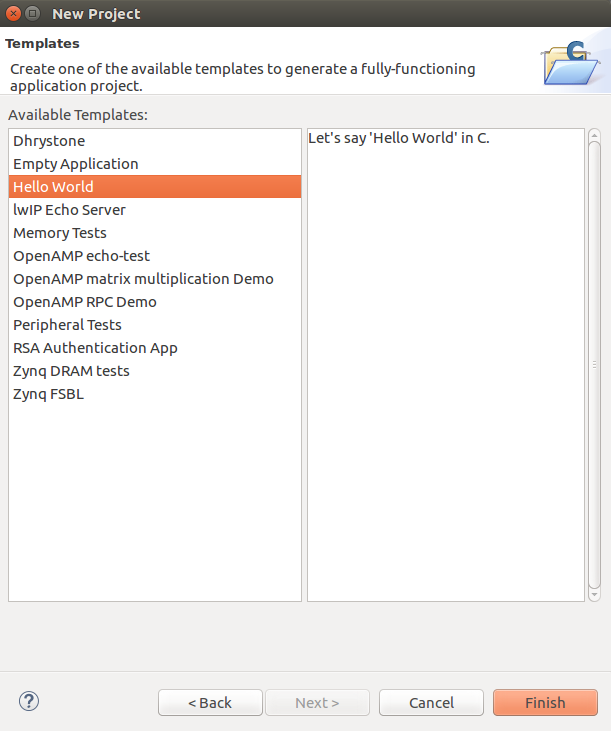 New Project
Templates
Create one of the available templates to generate a fully-functioning
application project.
Available Templates:
Dhrystone
Empty Application
Hello World
lwIP Echo Server
Memory Tests
OpenAMP echo-test
OpenAMP matrix multiplication Demo
OpenAMP RPC Demo
Peripheral Tests
RSA Authentication App
Zynq DRAM tests
Zynq FSBL
Let's say 'Hello World' in C.
< Back
Next >
Cancel
Finish